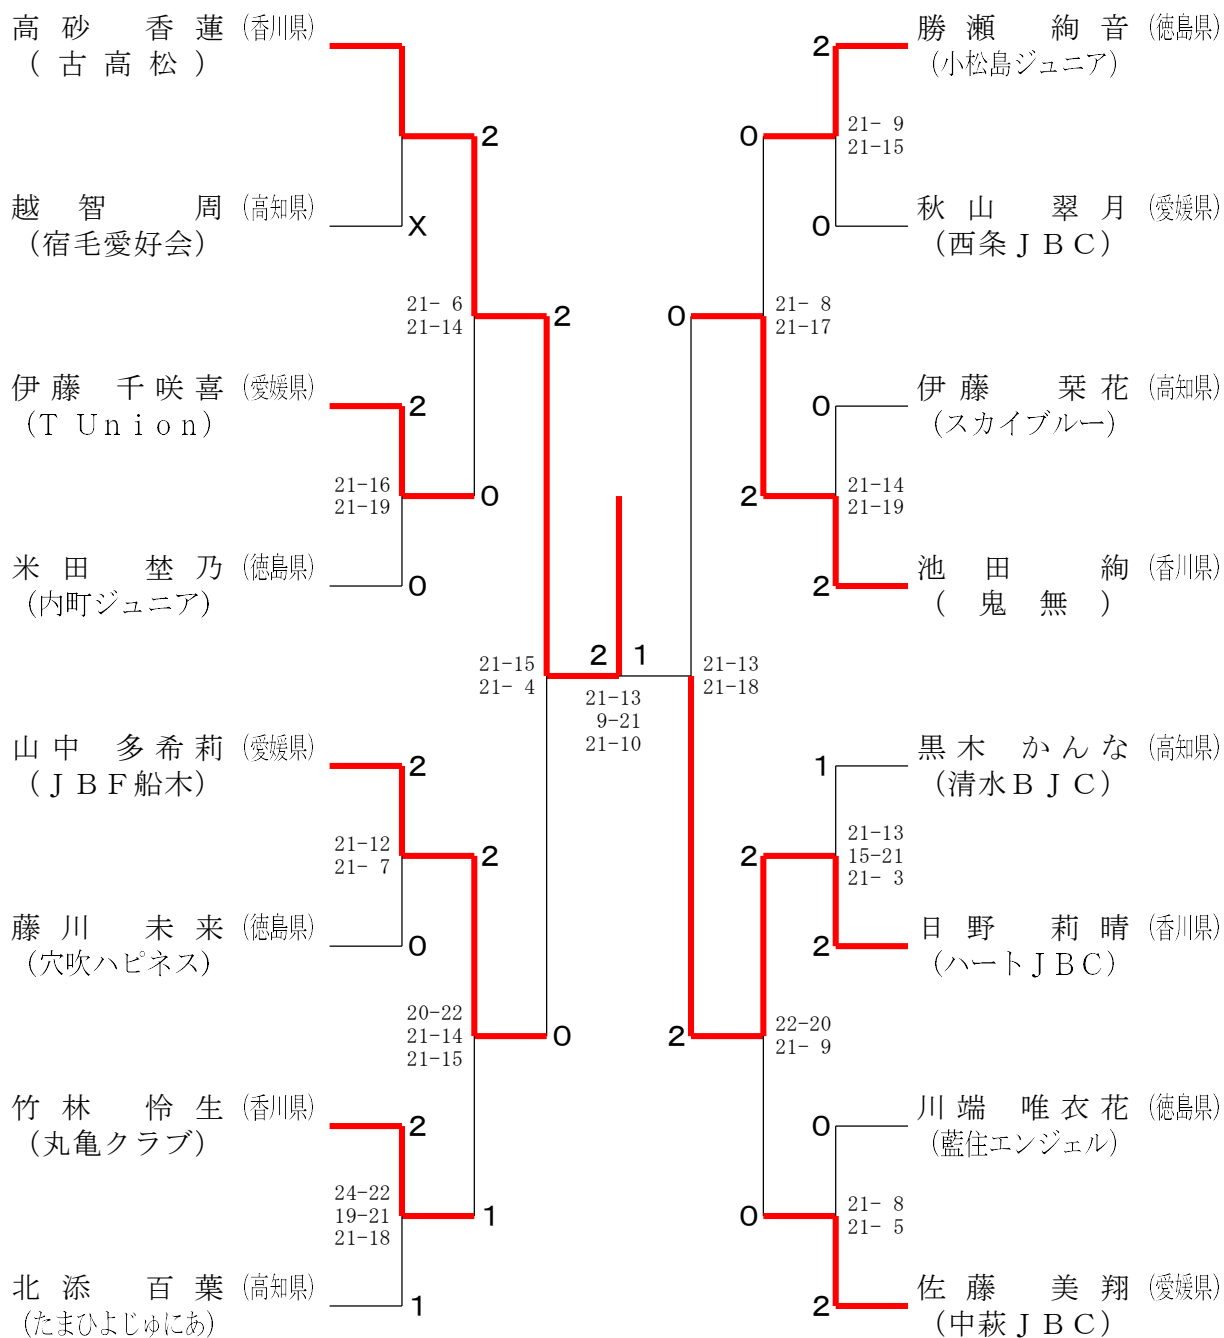 高砂 香蓮 (香川県)
(古高松)
2
越智 周 (高知県)
(宿毛愛好会)
X
21- 6
21-14
2
伊藤 千咲喜 (愛媛県)
(T Union)
2
21-16
21-19
0
米田 埜乃 (徳島県)
(内町ジュニア)
0
21-15
21- 4
山中 多希莉 (愛媛県)
(JBF船木)
2
21-12
21- 7
2
藤川 未来 (徳島県)
(穴吹ハピネス)
0
20-22
21-14
21-15
0
竹林 怜生 (香川県)
(丸亀クラブ)
2
24-22
19-21
21-18
1
北添 百葉 (高知県)
(たまひよじゅにあ)
1
2 1
21-13
9-21
21-10
2
勝瀬 絢音 (徳島県)
(小松島ジュニア)
0
21- 9
21-15
0
秋山 翠月 (愛媛県)
(西条JBC)
0
21- 8
21-17
0
伊藤 栞花 (高知県)
(スカイブルー)
2
21-14
21-19
2
池田 絢 (香川県)
(鬼無)
21-13
21-18
1
黒木 かんな (高知県)
(清水BJC)
2
21-13
15-21
21- 3
2
日野 莉晴 (香川県)
(ハートJBC)
2
22-20
21- 9
0
川端 唯衣花 (徳島県)
(藍住エンジェル)
0
21- 8
21- 5
2
佐藤 美翔 (愛媛県)
(中萩JBC)